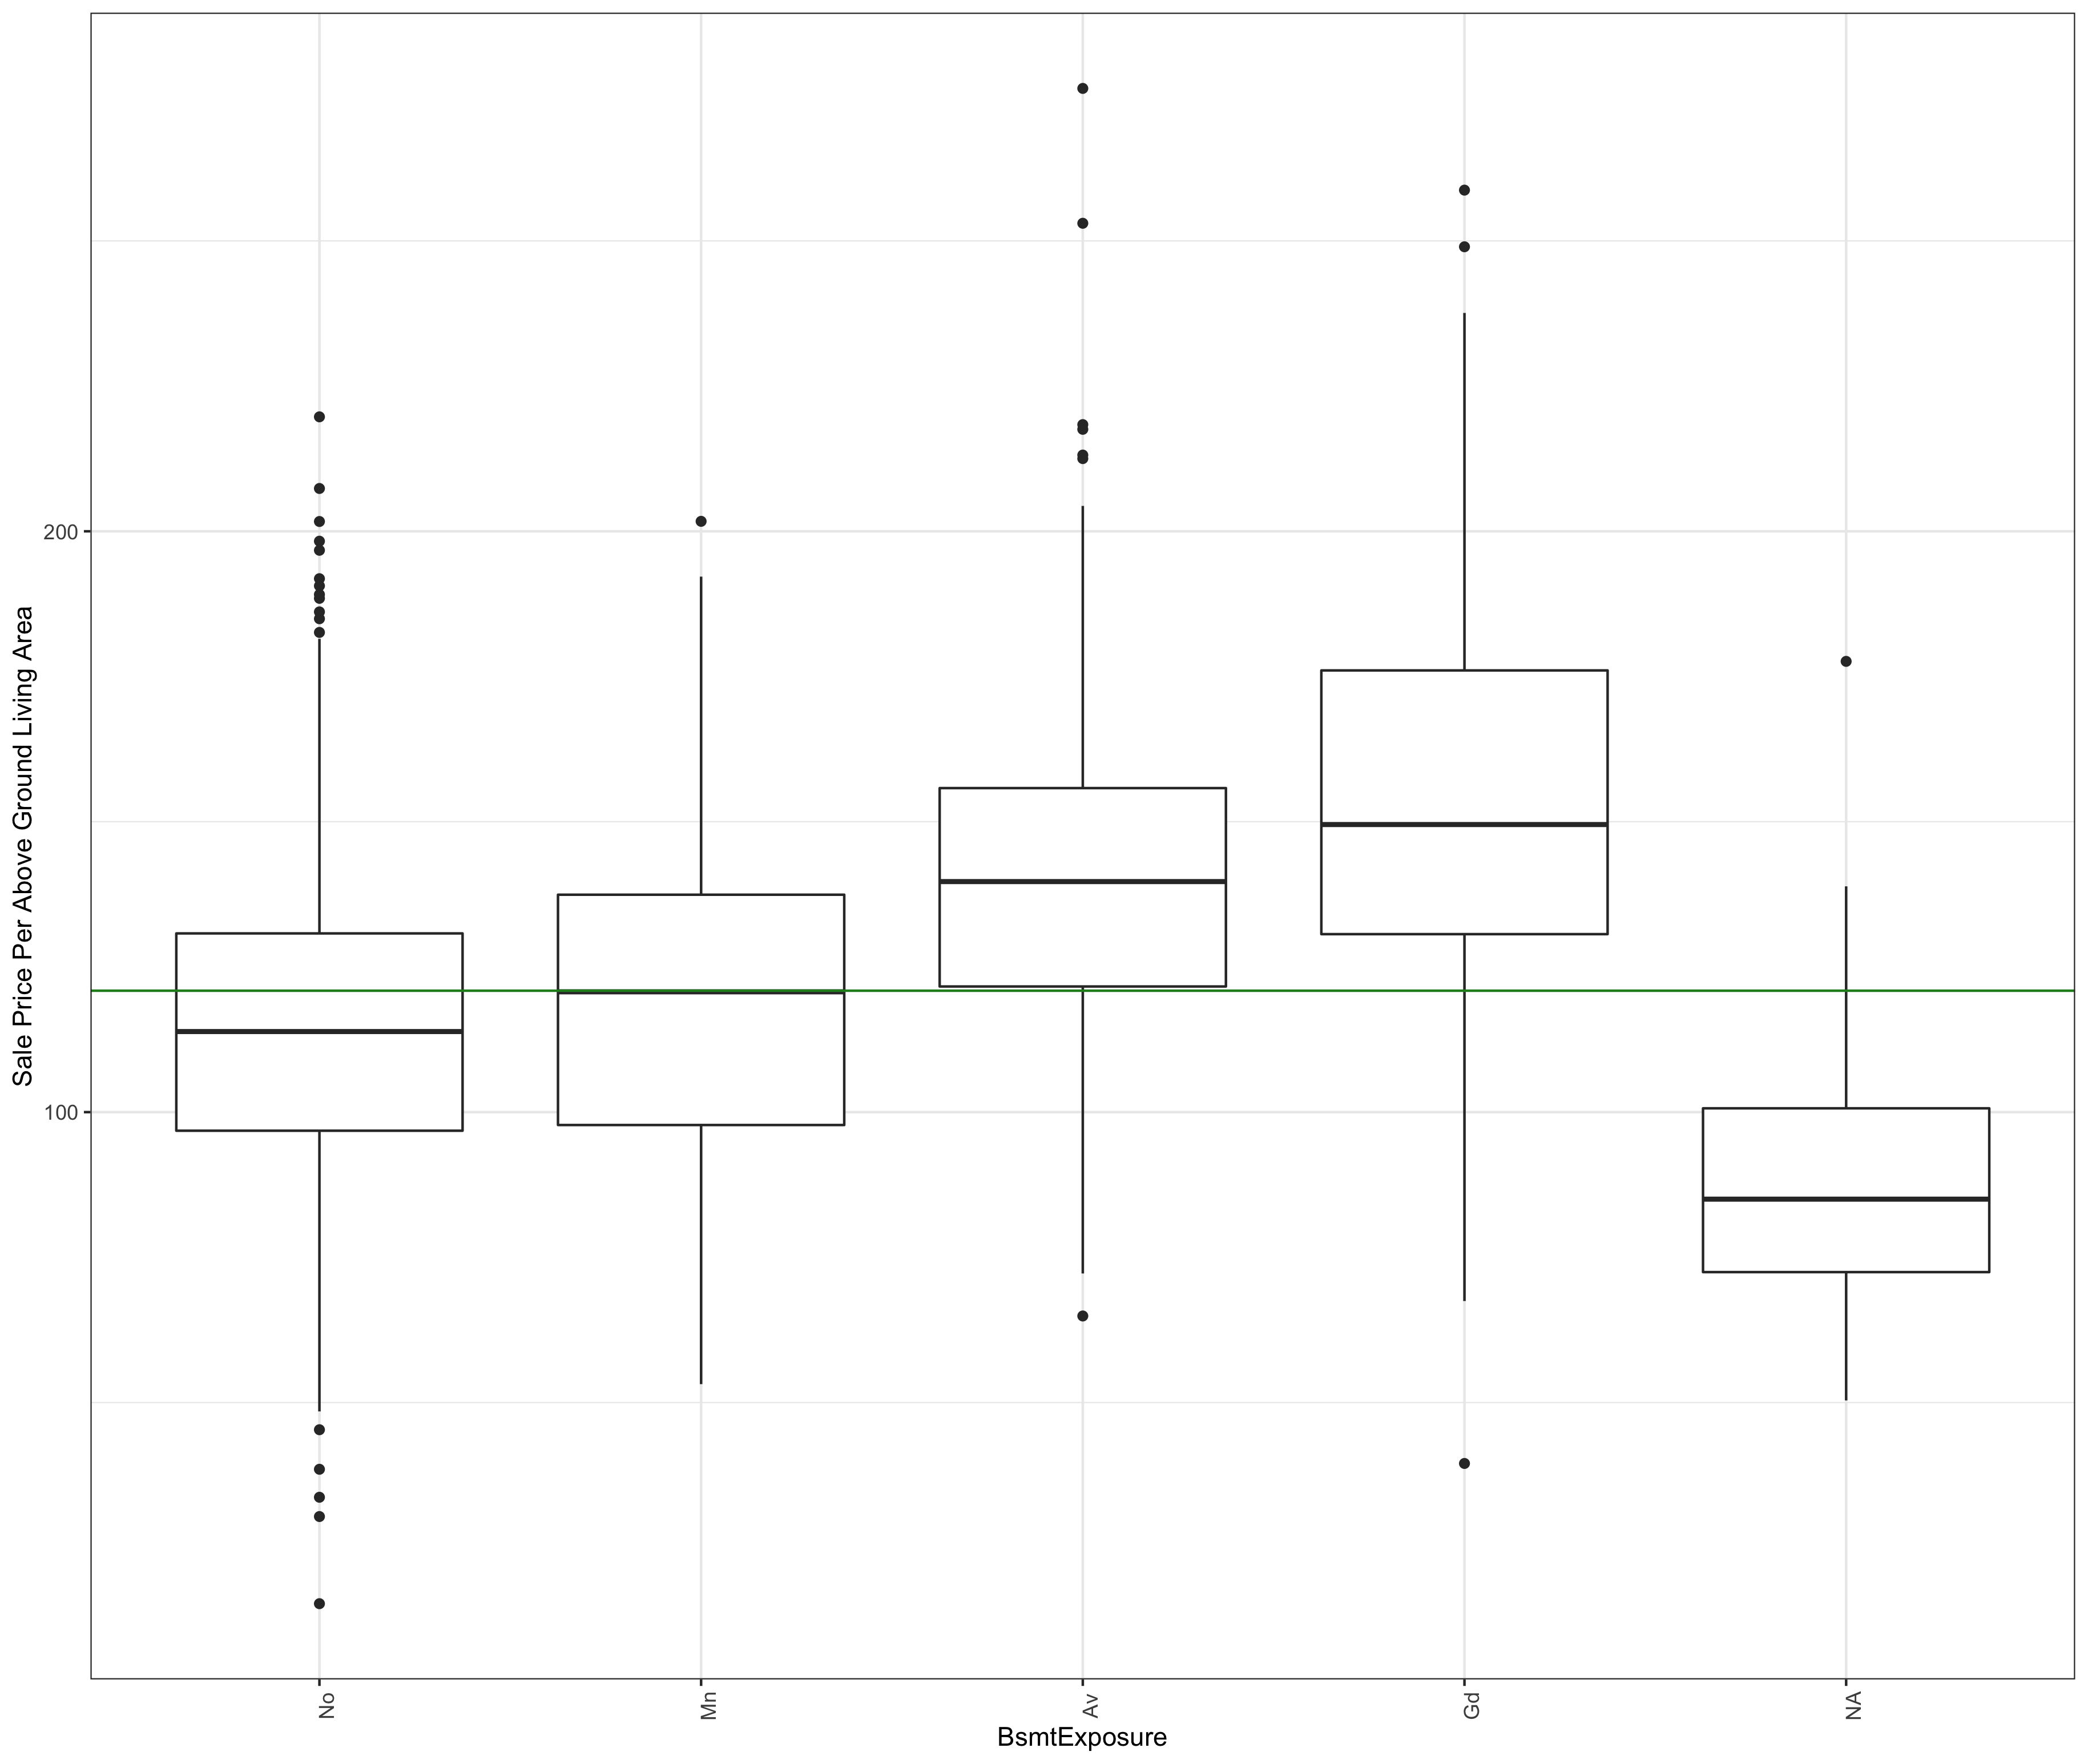 Sale Price Per Above Ground Living Area
200
100
No
Mn
Av
Gd
NA
BsmtExposure